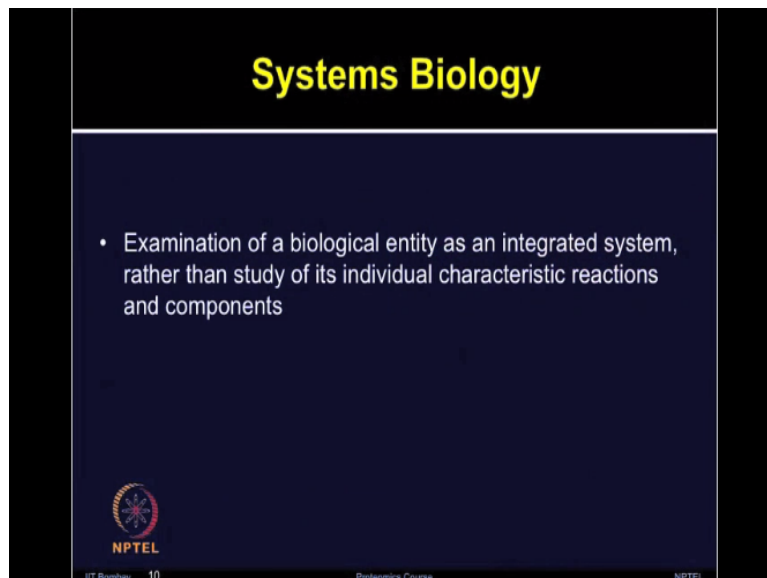 Systems Biology
• Examination of a biological entity as an integrated system,
rather than study of its individual characteristic reactions
and components
NPTEL
IIT Bombay 10 Proteomics Course NPTEL